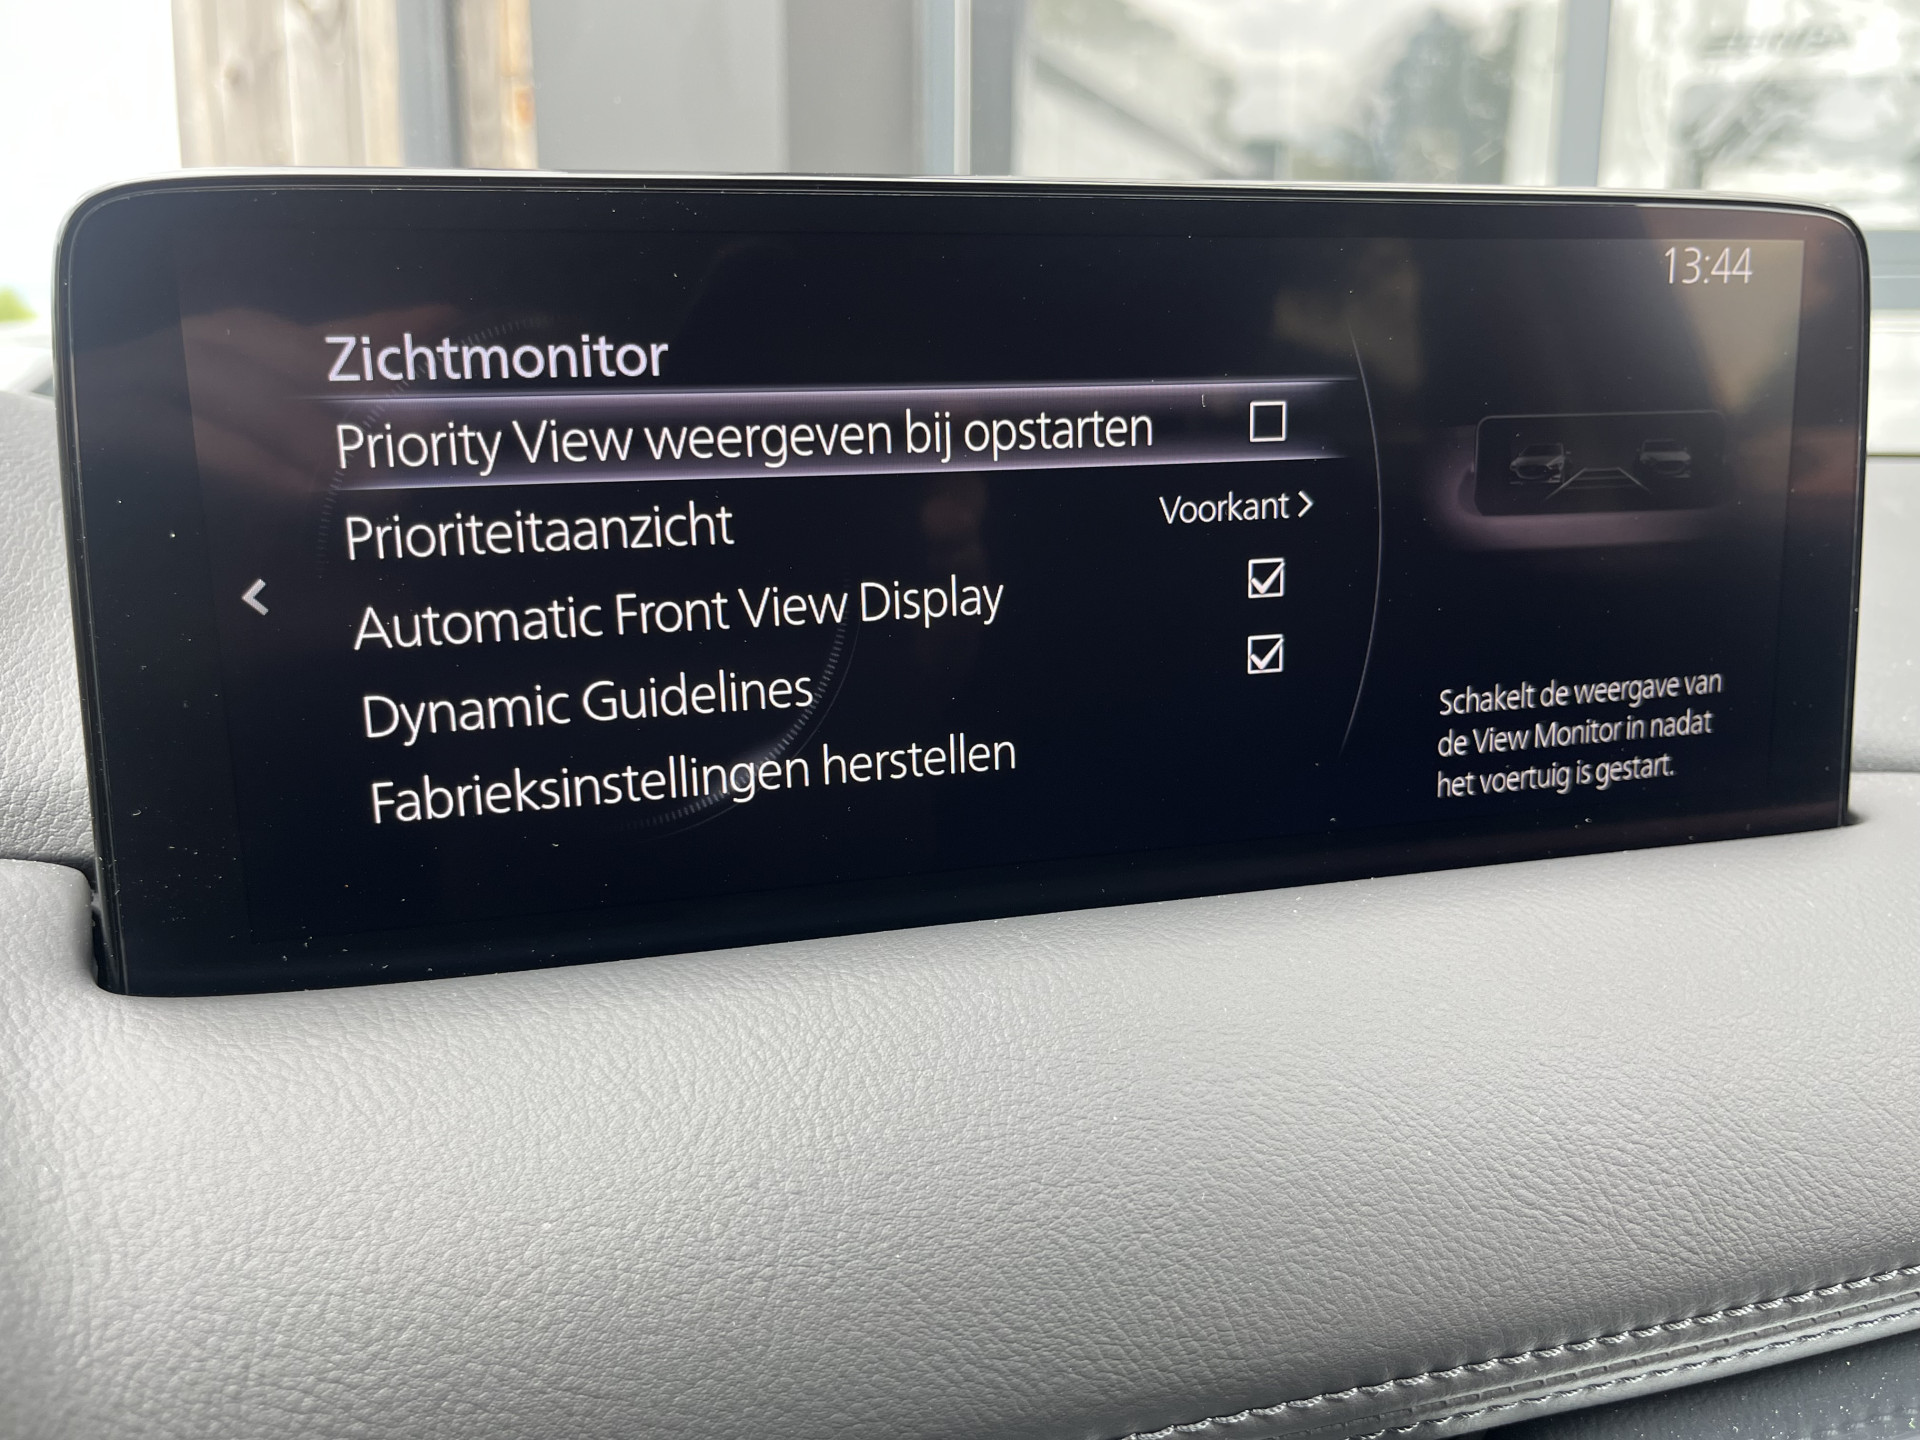 13:44
Zichtmonitor
Priority View weergeven bij opstarten
Prioriteitaanzicht Voorkant >
Automatic Front View Display
Dynamic Guidelines
Fabrieksinstellingen herstellen
Schakelt de weergave van
de View Monitor in nadat
het voertuig is gestart.